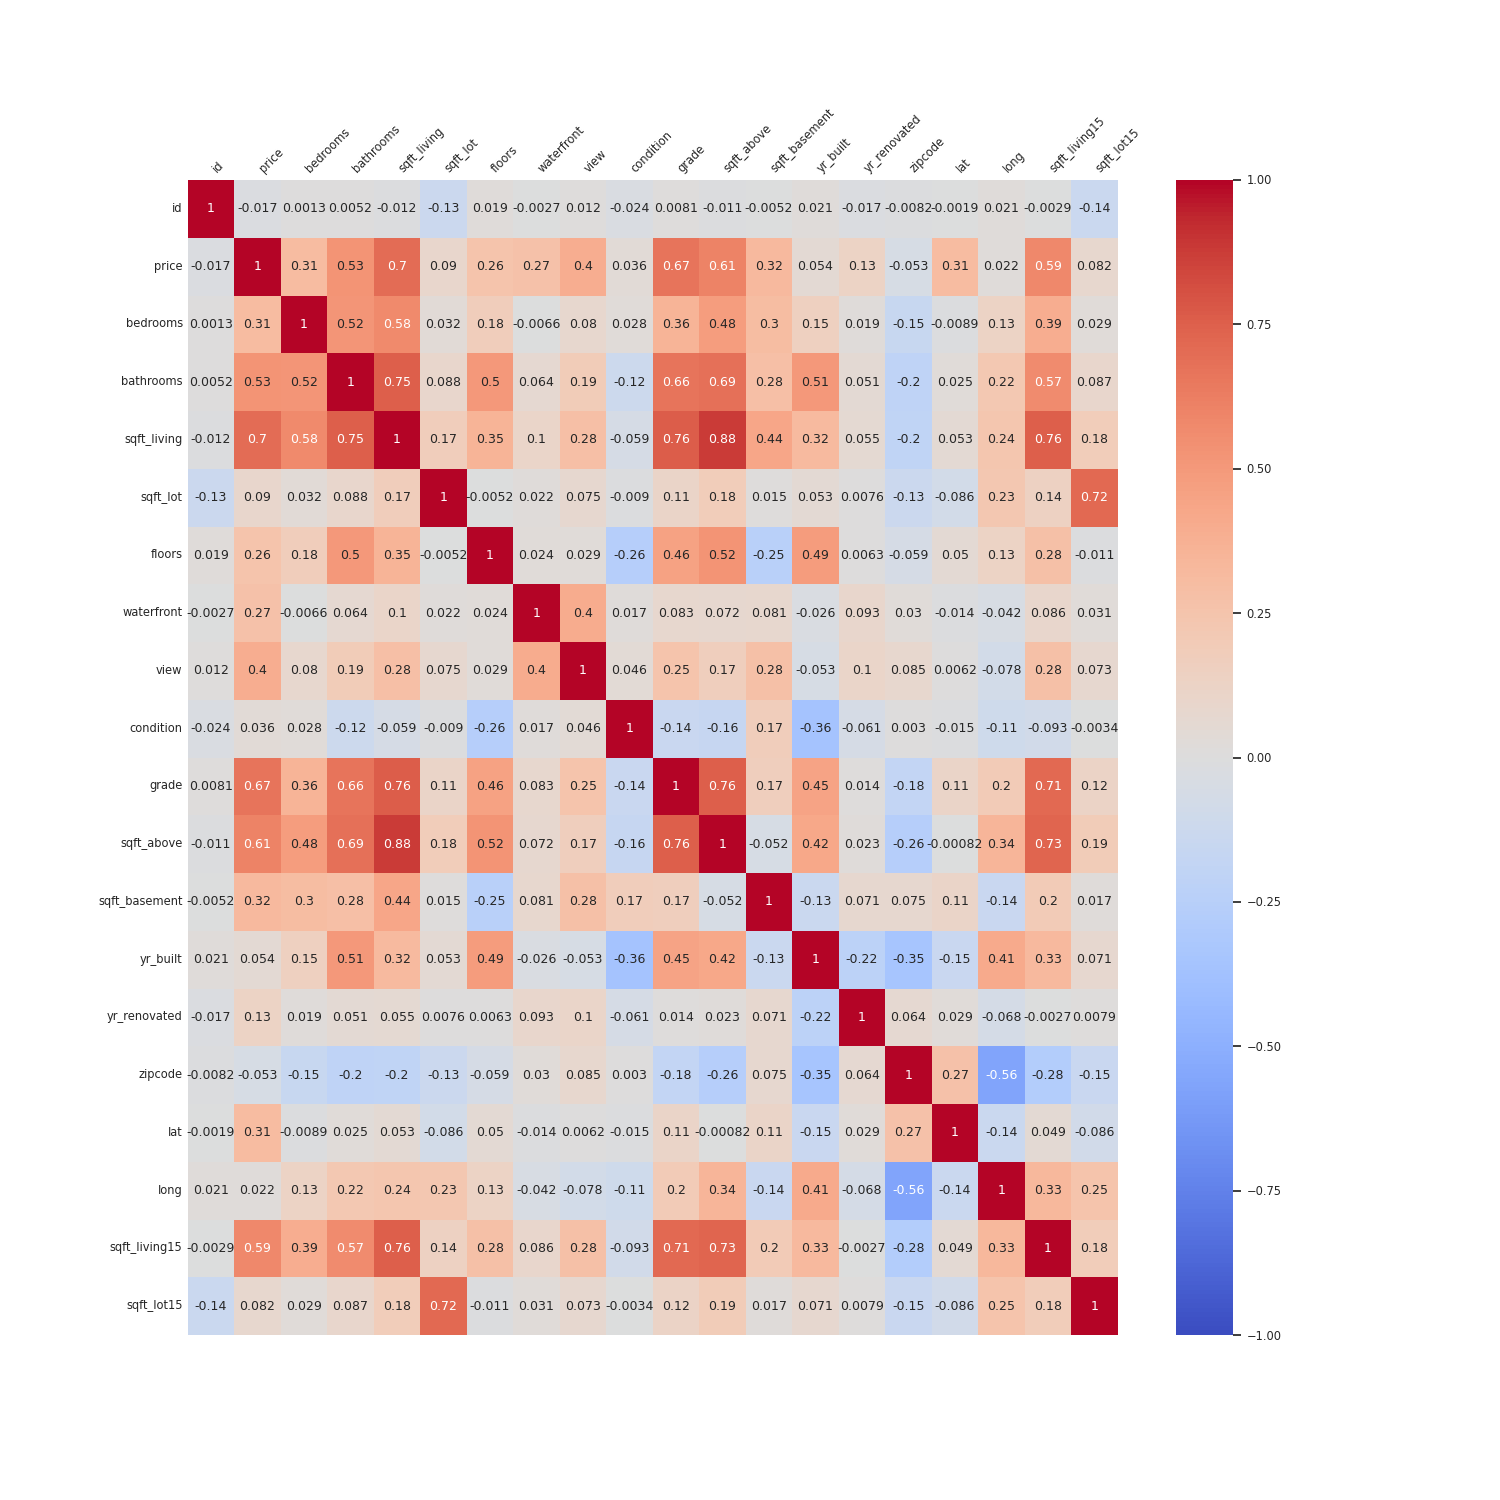 id price bedrooms bathrooms sqft_living sqft_lot floors waterfront view condition grade sqft_above sqft_basement yr_built yr_renovated zipcode lat long sqft_living15 sqft_lot15
id 1 -0.017 0.0013 0.0052 -0.012 -0.13 0.019 -0.0027 0.012 -0.024 0.0081 -0.011 -0.0052 0.021 -0.017 -0.0082 -0.0019 0.021 -0.0029 -0.14
price -0.017 1 0.31 0.53 0.7 0.09 0.26 0.27 0.4 0.036 0.67 0.61 0.32 0.054 0.13 -0.053 0.31 0.022 0.59 0.082
bedrooms 0.0013 0.31 1 0.52 0.58 0.032 0.18 -0.0066 0.08 0.028 0.36 0.48 0.3 0.15 0.019 -0.15 -0.0089 0.13 0.39 0.029
bathrooms 0.0052 0.53 0.52 1 0.75 0.088 0.5 0.064 0.19 -0.12 0.66 0.69 0.28 0.51 0.051 -0.2 0.025 0.22 0.57 0.087
sqft_living -0.012 0.7 0.58 0.75 1 0.17 0.35 0.1 0.28 -0.059 0.76 0.88 0.44 0.32 0.055 -0.2 0.053 0.24 0.76 0.18
sqft_lot -0.13 0.09 0.032 0.088 0.17 1 -0.0052 0.022 0.075 -0.009 0.11 0.18 0.015 0.053 0.0076 -0.13 -0.086 0.23 0.14 0.72
floors 0.019 0.26 0.18 0.5 0.35 -0.0052 1 0.024 0.029 -0.26 0.46 0.52 -0.25 0.49 0.0063 -0.059 0.05 0.13 0.28 -0.011
waterfront -0.0027 0.27 -0.0066 0.064 0.1 0.022 0.024 1 0.4 0.017 0.083 0.072 0.081 -0.026 0.093 0.03 -0.014 -0.042 0.086 0.031
view 0.012 0.4 0.08 0.19 0.28 0.075 0.029 0.4 1 0.046 0.25 0.17 0.28 -0.053 0.1 0.085 0.0062 -0.078 0.28 0.073
condition -0.024 0.036 0.028 -0.12 -0.059 -0.009 -0.26 0.017 0.046 1 -0.14 -0.16 0.17 -0.36 -0.061 0.003 -0.015 -0.11 -0.093 -0.0034
grade 0.0081 0.67 0.36 0.66 0.76 0.11 0.46 0.083 0.25 -0.14 1 0.76 0.17 0.45 0.014 -0.18 0.11 0.2 0.71 0.12
sqft_above -0.011 0.61 0.48 0.69 0.88 0.18 0.52 0.072 0.17 -0.16 0.76 1 -0.052 0.42 0.023 -0.26 -0.00082 0.34 0.73 0.19
sqft_basement -0.0052 0.32 0.3 0.28 0.44 0.015 -0.25 0.081 0.28 0.17 0.17 -0.052 1 -0.13 0.071 0.075 0.11 -0.14 0.2 0.017
yr_built 0.021 0.054 0.15 0.51 0.32 0.053 0.49 -0.026 -0.053 -0.36 0.45 0.42 -0.13 1 -0.22 -0.35 -0.15 0.41 0.33 0.071
yr_renovated -0.017 0.13 0.019 0.051 0.055 0.0076 0.0063 0.093 0.1 -0.061 0.014 0.023 0.071 -0.22 1 0.064 0.029 -0.068 -0.0027 0.0079
zipcode -0.0082 -0.053 -0.15 -0.2 -0.2 -0.13 -0.059 0.03 0.085 0.003 -0.18 -0.26 0.075 -0.35 0.064 1 0.27 -0.56 -0.28 -0.15
lat -0.0019 0.31 -0.0089 0.025 0.053 -0.086 0.05 -0.014 0.0062 -0.015 0.11 -0.00082 0.11 -0.15 0.029 0.27 1 -0.14 0.049 -0.086
long 0.021 0.022 0.13 0.22 0.24 0.23 0.13 -0.042 -0.078 -0.11 0.2 0.34 -0.14 0.41 -0.068 -0.56 -0.14 1 0.33 0.25
sqft_living15 -0.0029 0.59 0.39 0.57 0.76 0.14 0.28 0.086 0.28 -0.093 0.71 0.73 0.2 0.33 -0.0027 -0.28 0.049 0.33 1 0.18
sqft_lot15 -0.14 0.082 0.029 0.087 0.18 0.72 -0.011 0.031 0.073 -0.0034 0.12 0.19 0.017 0.071 0.0079 -0.15 -0.086 0.25 0.18 1
1.00
0.75
0.50
0.25
0.00
−0.25
−0.50
−0.75
−1.00